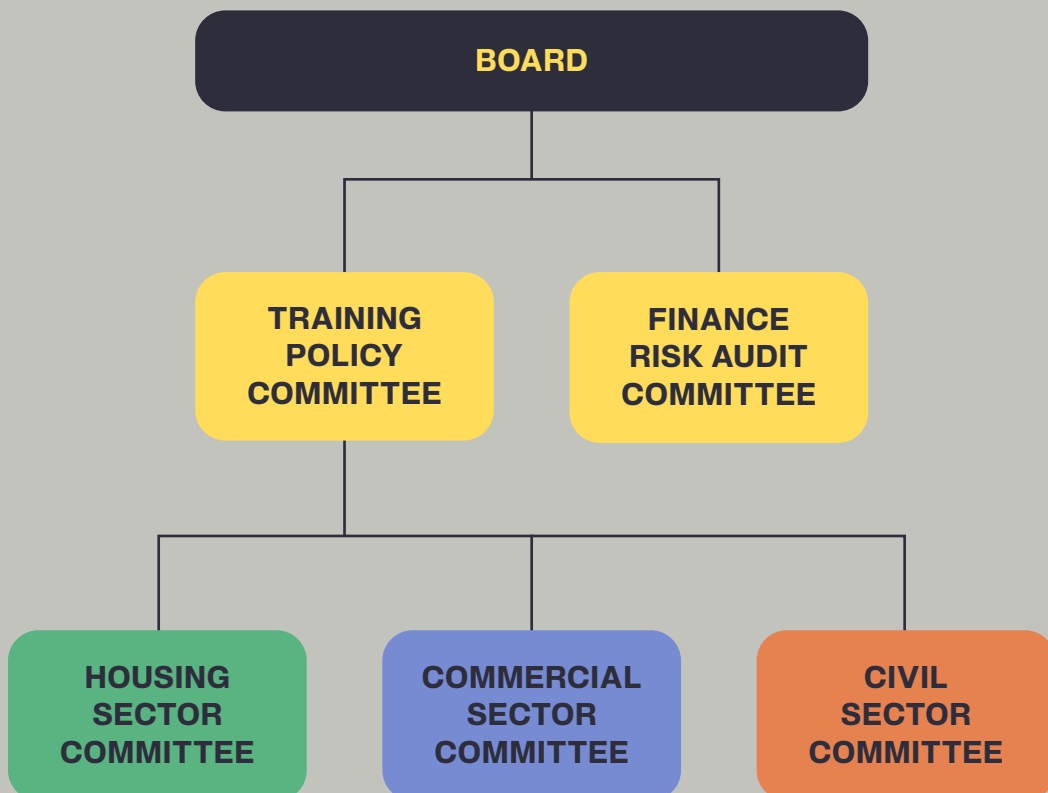 BOARD
TRAINING
POLICY
COMMITTEE
FINANCE
RISK AUDIT
COMMITTEE
HOUSING
SECTOR
COMMITTEE
COMMERCIAL
SECTOR
COMMITTEE
CIVIL
SECTOR
COMMITTEE